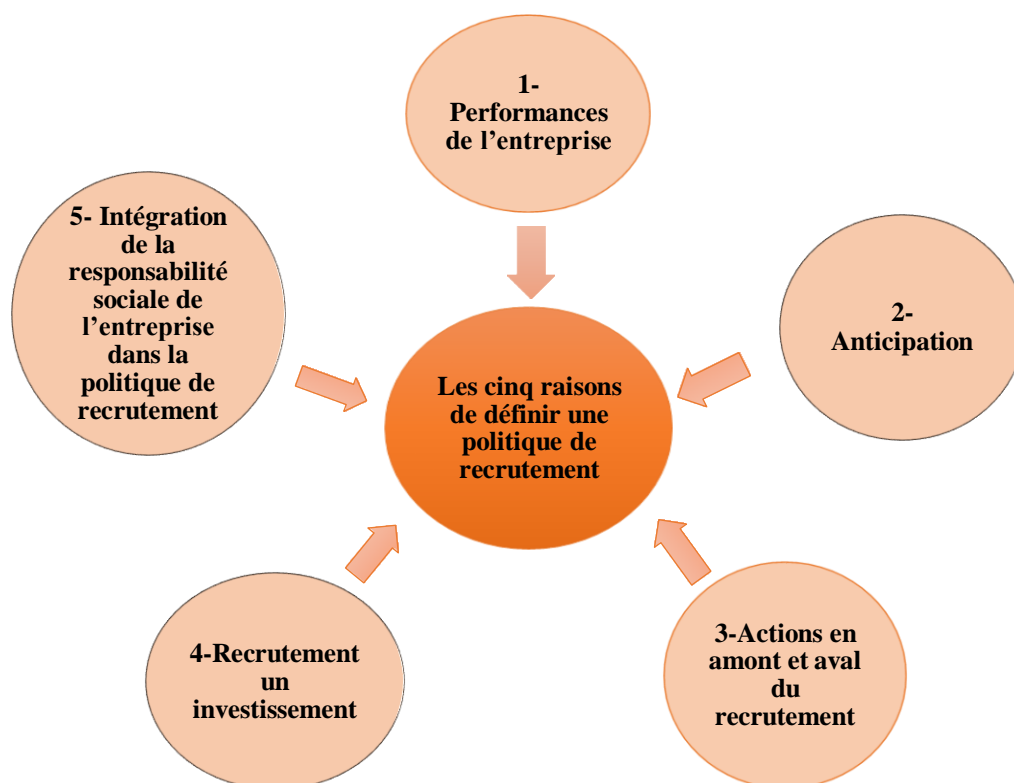 1-
Performances
de l’entreprise
2-
Anticipation
3-Actions en
amont et aval
du
recrutement
4-Recrutement
un
investissement
5- Intégration
de la
responsabilité
sociale de
l’entreprise
dans la
politique de
recrutement
Les cinq raisons
de définir une
politique de
recrutement